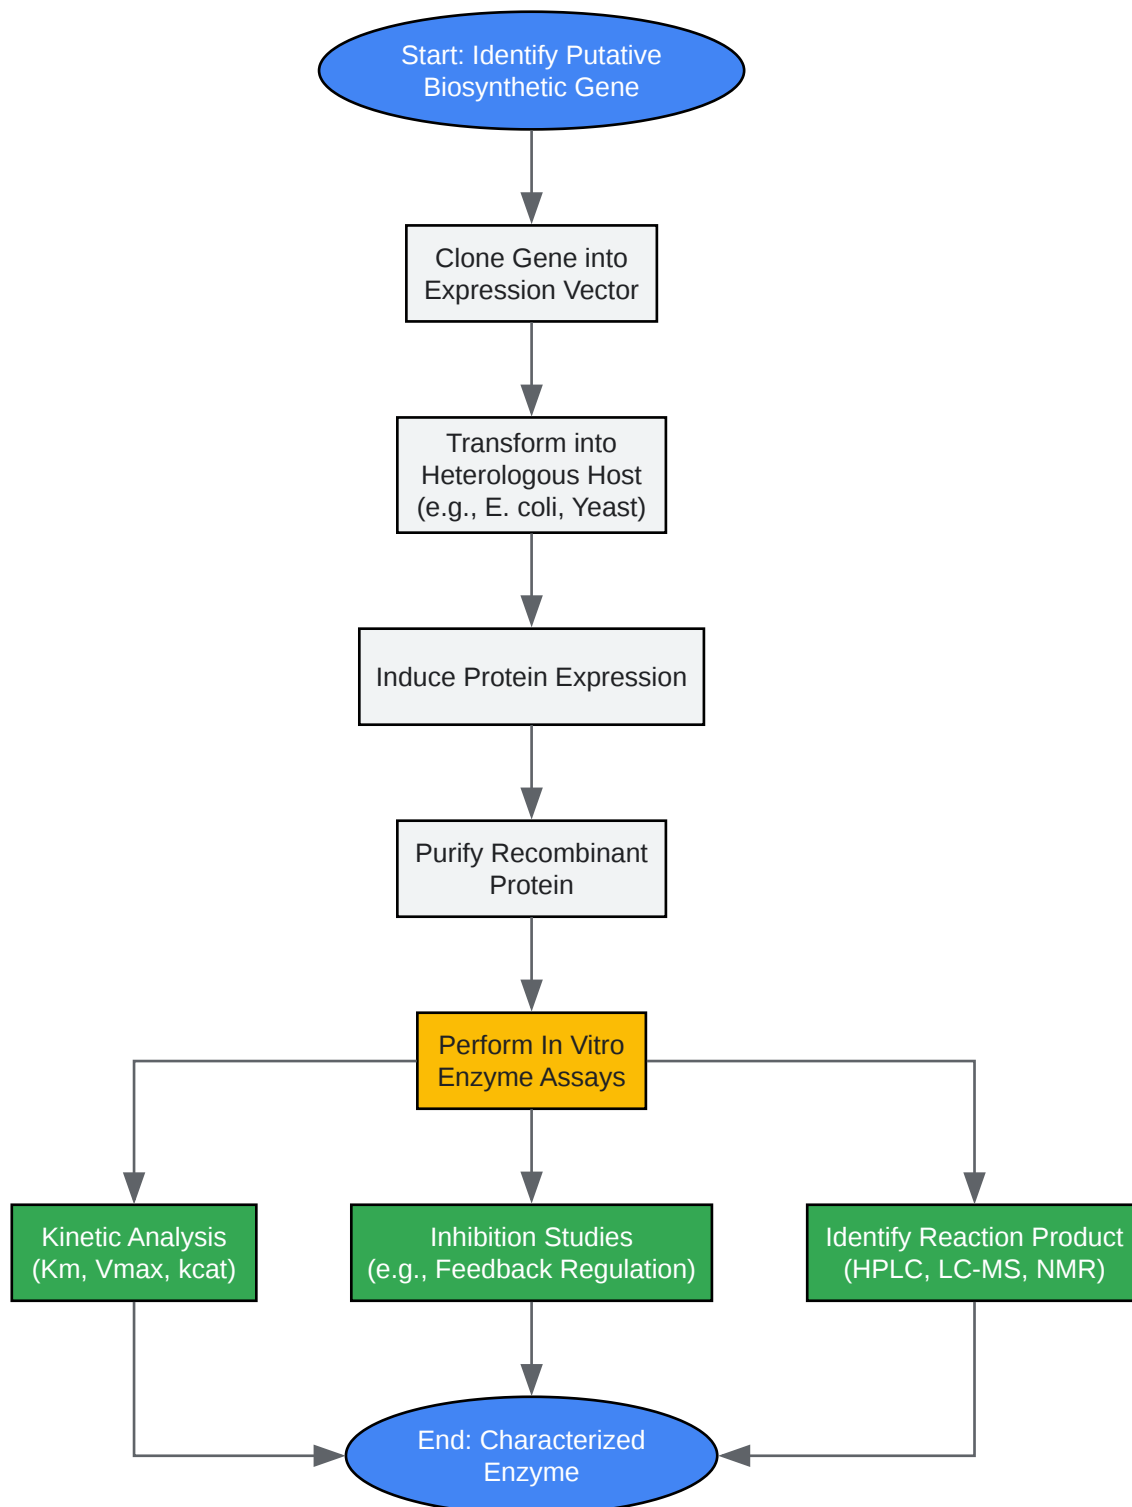 Start: Identify Putative
Biosynthetic Gene
Clone Gene into
Expression Vector
Transform into
Heterologous Host
(e.g., E. coli, Yeast)
Induce Protein Expression
Purify Recombinant
Protein
Perform In Vitro
Enzyme Assays
Kinetic Analysis
(Km, Vmax, kcat)
Inhibition Studies
(e.g., Feedback Regulation)
Identify Reaction Product
(HPLC, LC-MS, NMR)
End: Characterized
Enzyme